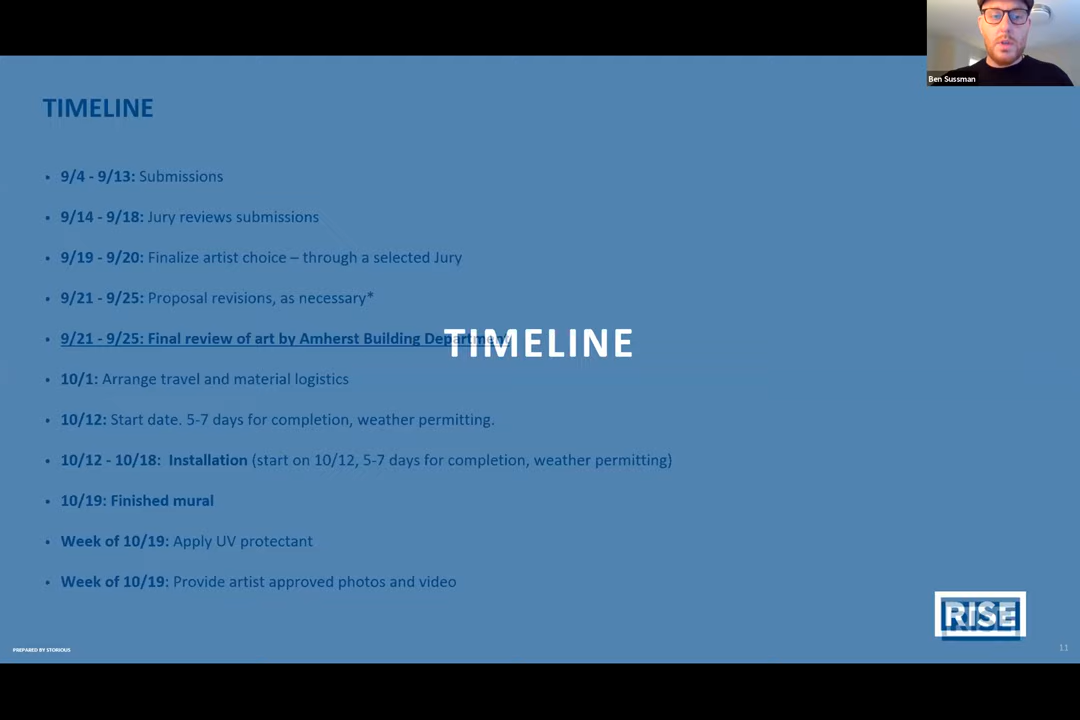 Ben Sussman
TIMELINE
• 9/4 - 9/13: Submissions
• 9/14 - 9/18: Jury reviews submissions
• 9/19 - 9/20: Finalize artist choice – through a selected Jury
• 9/21 - 9/25: Proposal revisions, as necessary*
• 9/21 - 9/25: Final review of art by Amherst Building Department
TIMELINE
• 10/1: Arrange travel and material logistics
• 10/12: Start date. 5-7 days for completion, weather permitting.
• 10/12 - 10/18: Installation (start on 10/12, 5-7 days for completion, weather permitting)
• 10/19: Finished mural
• Week of 10/19: Apply UV protectant
• Week of 10/19: Provide artist approved photos and video
RISE
PREPARED BY STORIOUS
11